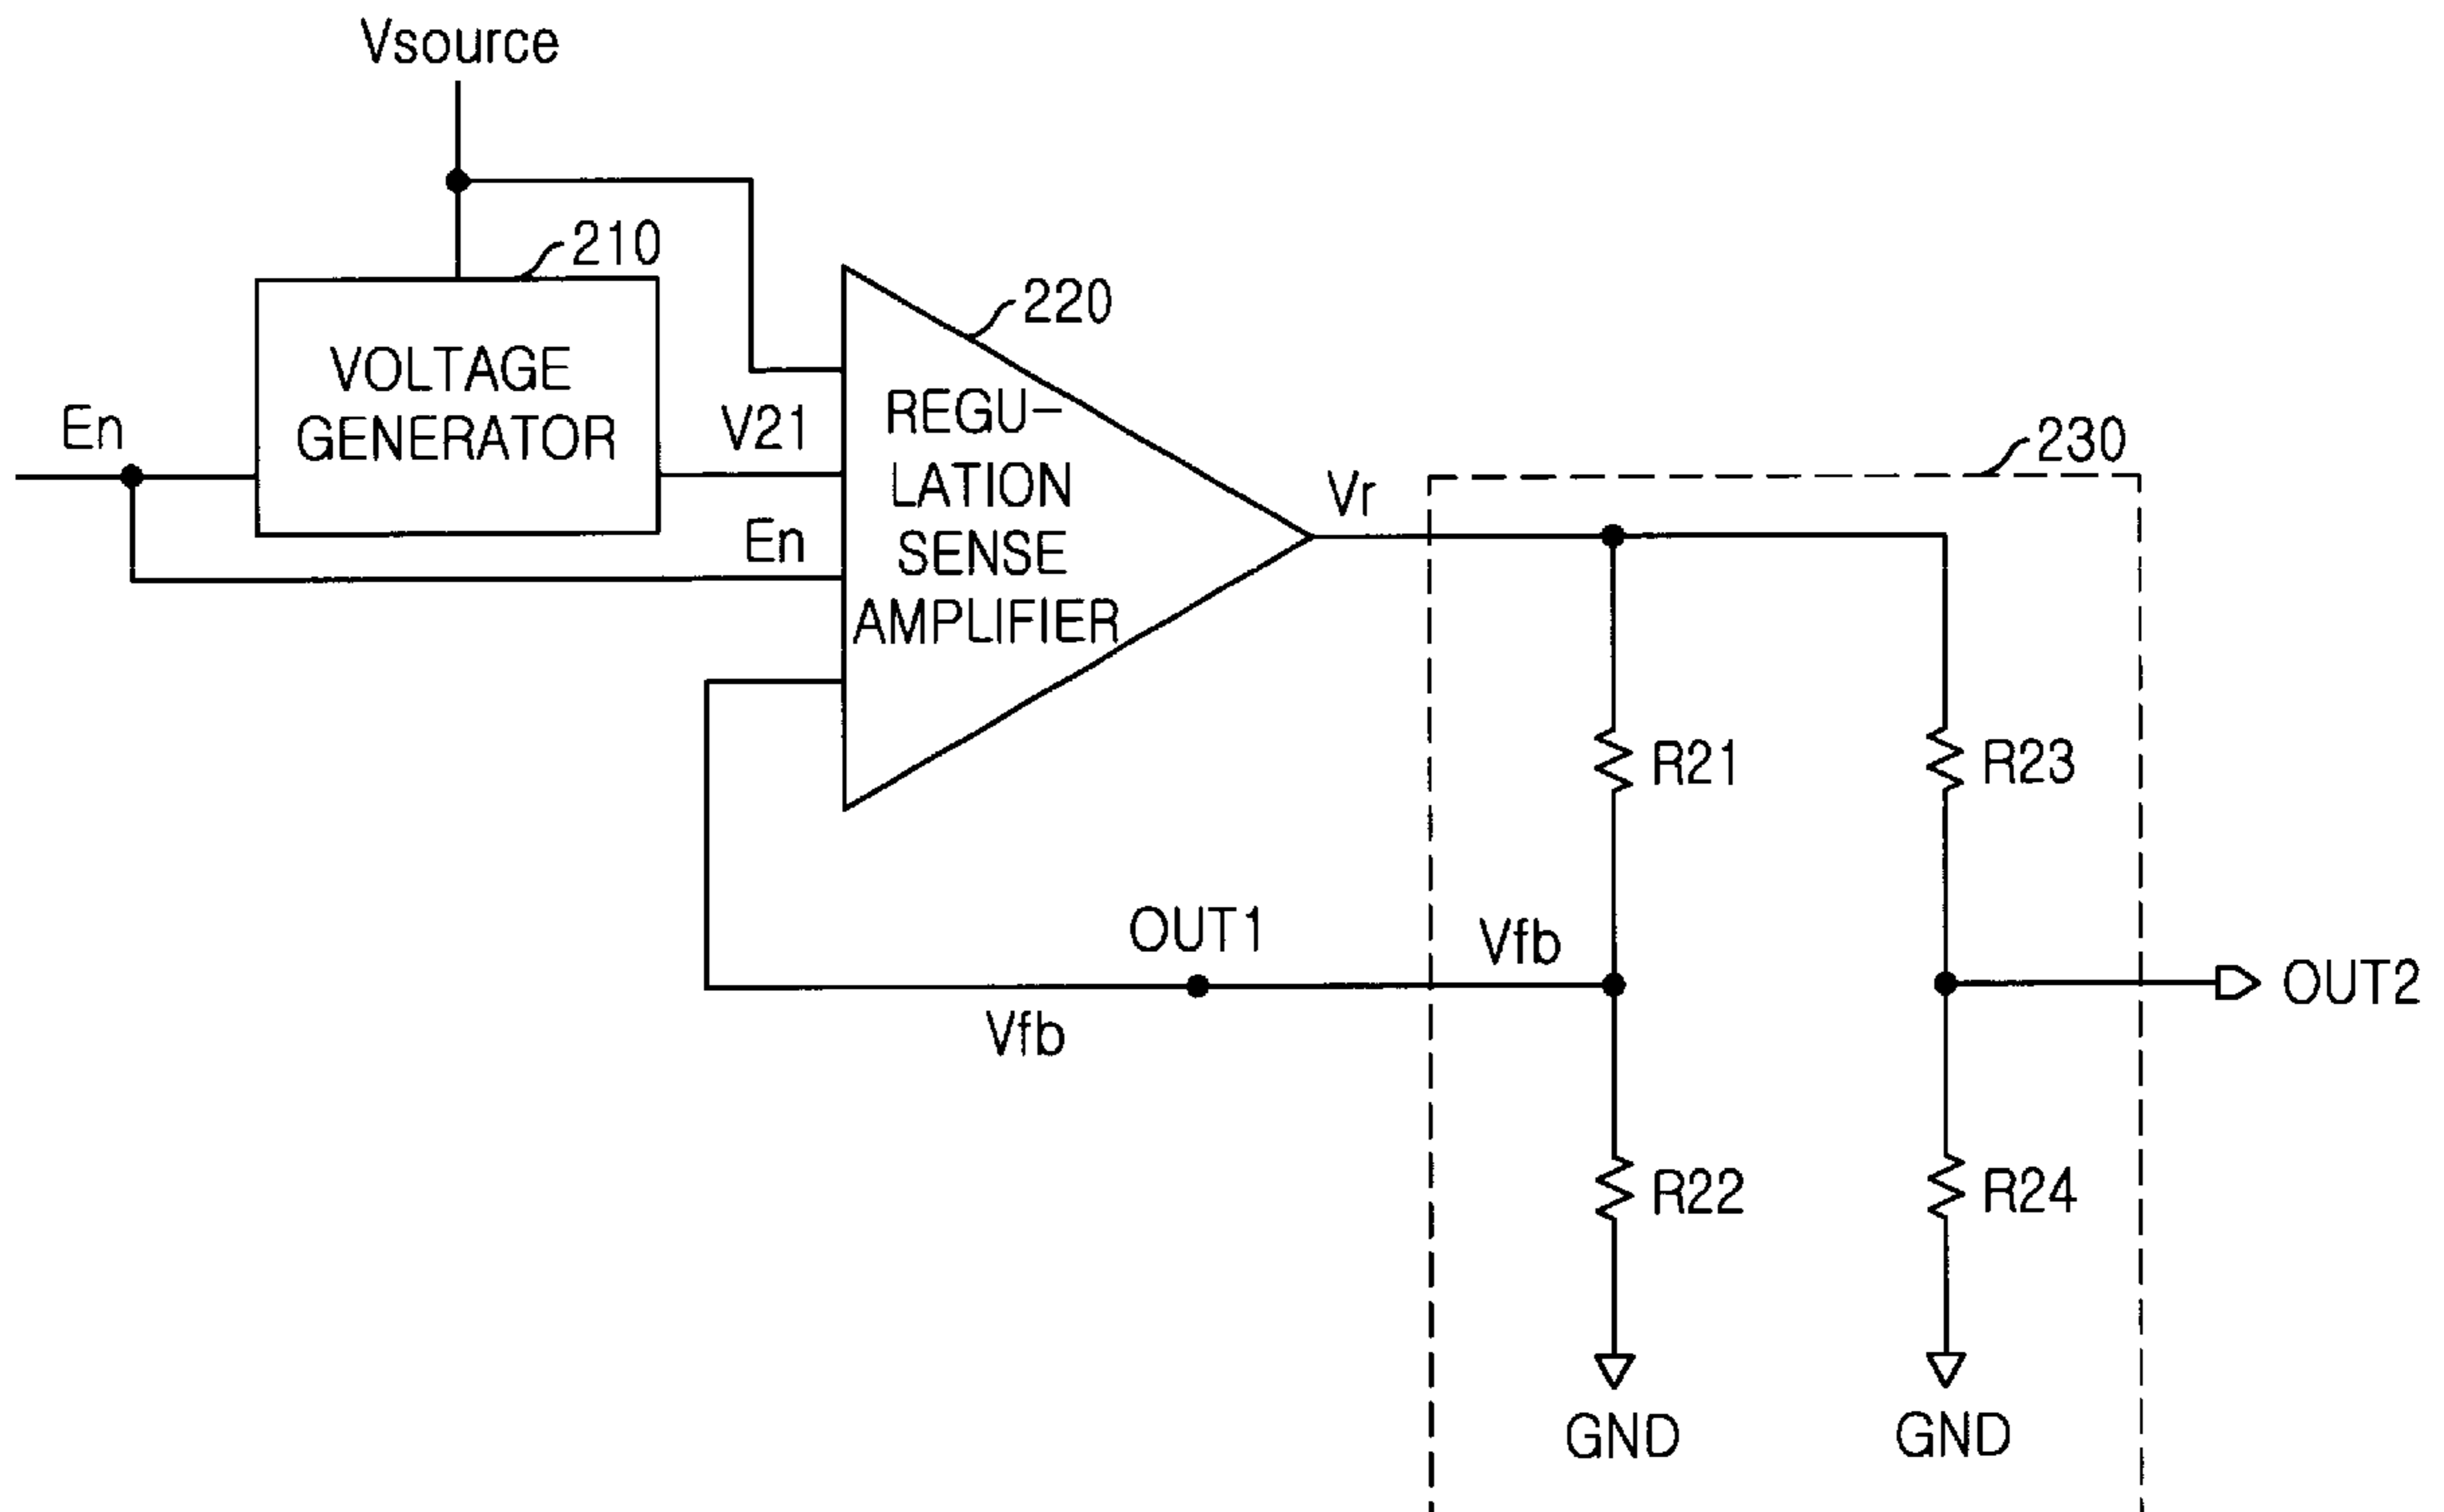 Vsource
210
VOLTAGE
GENERATOR
En
V21
En
220
REGU-
LATION
SENSE
AMPLIFIER
Vr
230
R21
R23
OUT1
Vfb
Vfb
OUT2
R22
R24
GND
GND